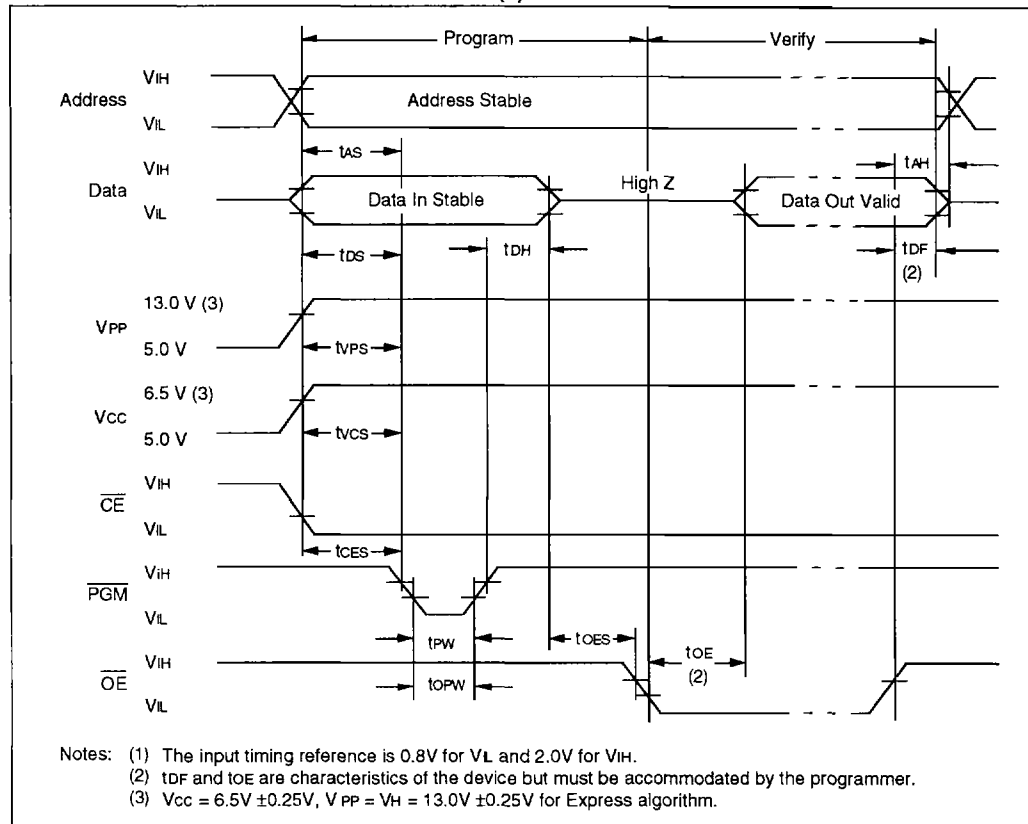 Program Verify
VIH
Address Address Stable
VIL
tAS
VIH tAH
Data Data In Stable High Z Data Out Valid
VIL
tDS tDH tDF
(2)
13.0 V (3)
VPP
tVPS
5.0 V
6.5 V (3)
VCC
tVCS
5.0 V
VIH
CE
VIL
tCES
VIH
PGM
VIL
tPW tOES
VIH tOE
OE tOPW (2)
VIL
Notes: (1) The input timing reference is 0.8V for VIL and 2.0V for VIH.
(2) tDF and tOE are characteristics of the device but must be accommodated by the programmer.
(3) Vcc = 6.5V ±0.25V, V PP = VH = 13.0V ±0.25V for Express algorithm.